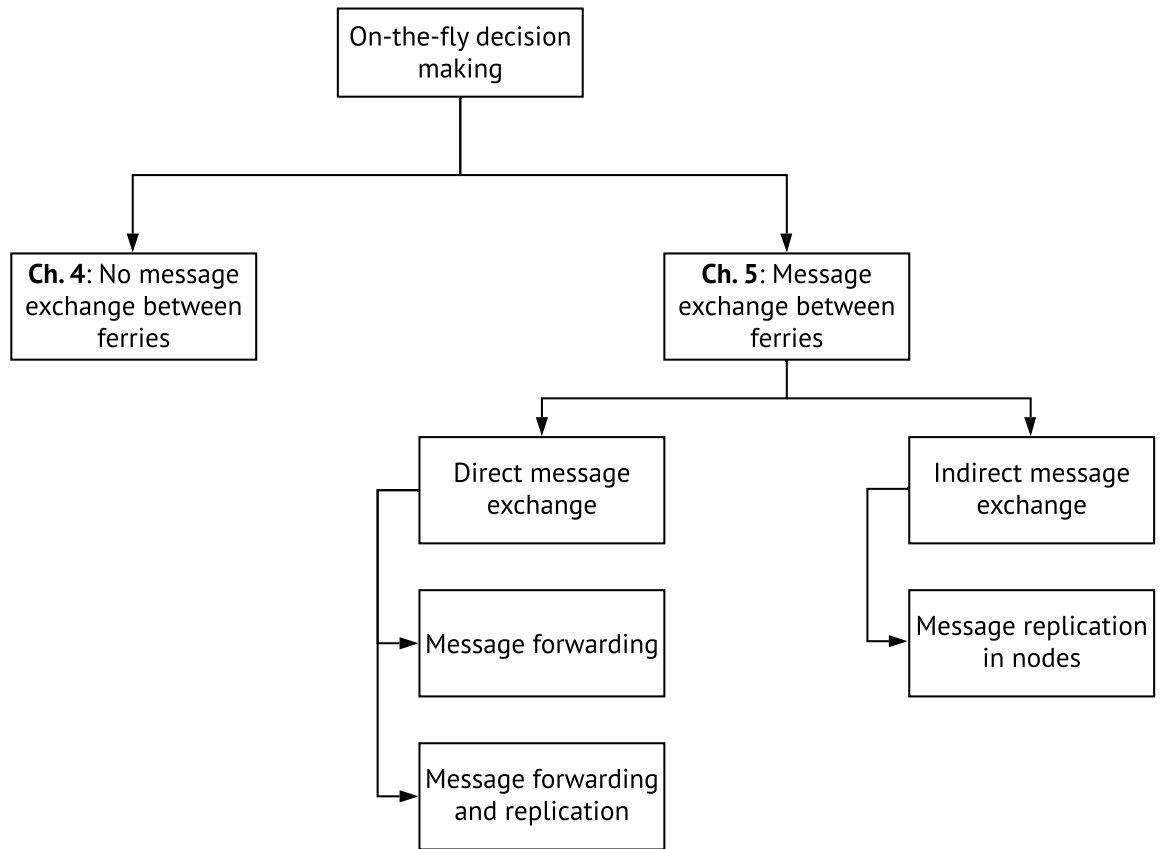 On-the-fly decision
making
Ch. 4: No message
exchange between
ferries
Ch. 5: Message
exchange between
ferries
Direct message
exchange
Indirect message
exchange
Message forwarding
Message replication
in nodes
Message forwarding
and replication